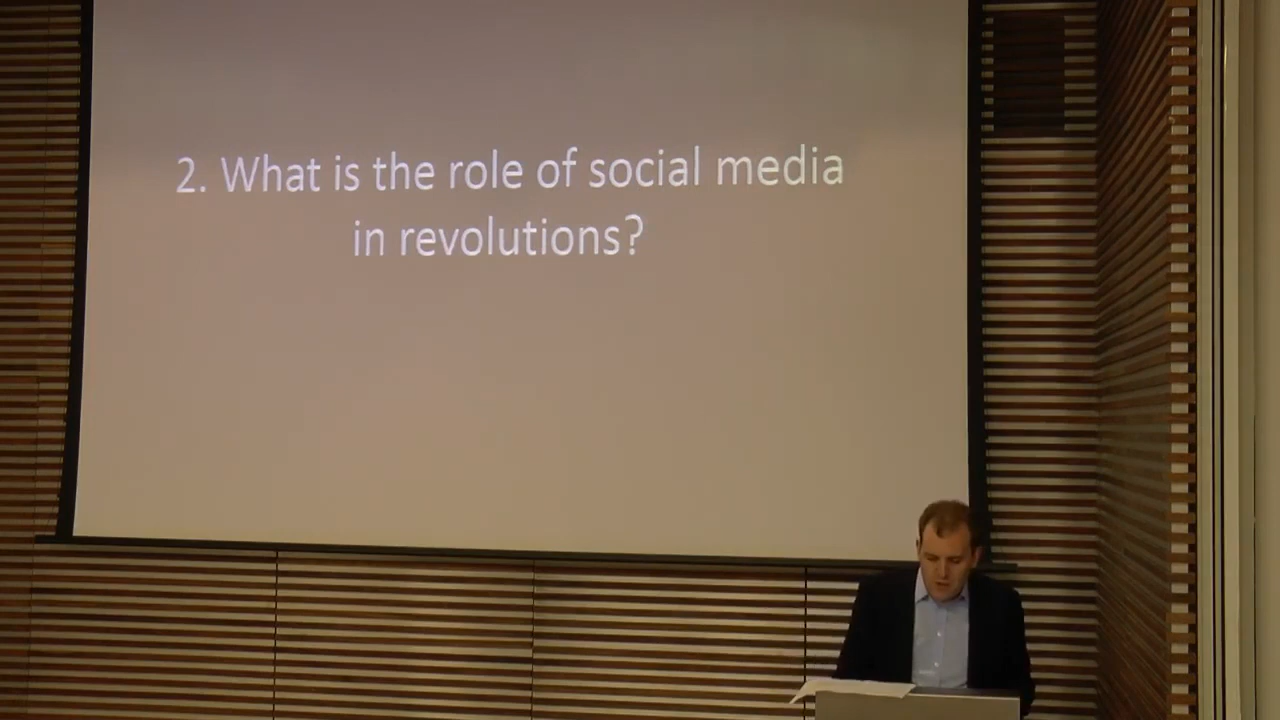 2. What is the role of social media
in revolutions?